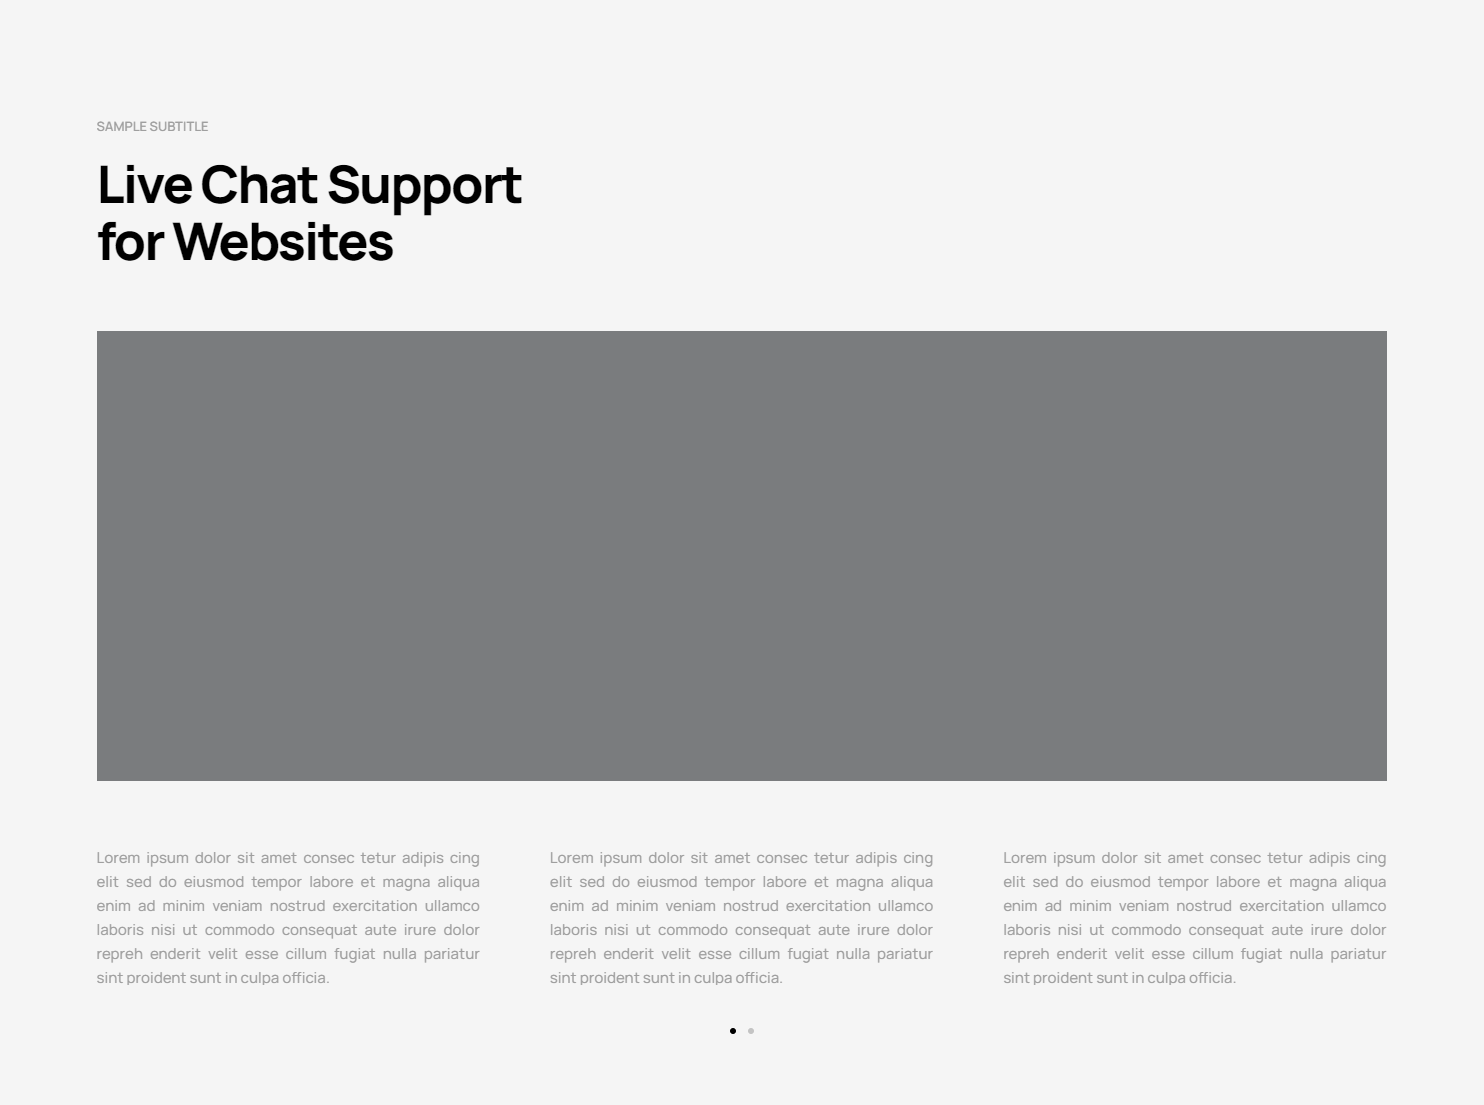 SAMPLE SUBTITLE
Live Chat Support
for Websites
Lorem ipsum dolor sit amet consec tetur adipis cing
elit sed do eiusmod tempor labore et magna aliqua
enim ad minim veniam nostrud exercitation ullamco
laboris nisi ut commodo consequat aute irure dolor
repreh enderit velit esse cillum fugiat nulla pariatur
sint proident sunt in culpa officia.
Lorem ipsum dolor sit amet consec tetur adipis cing
elit sed do eiusmod tempor labore et magna aliqua
enim ad minim veniam nostrud exercitation ullamco
laboris nisi ut commodo consequat aute irure dolor
repreh enderit velit esse cillum fugiat nulla pariatur
sint proident sunt in culpa officia.
Lorem ipsum dolor sit amet consec tetur adipis cing
elit sed do eiusmod tempor labore et magna aliqua
enim ad minim veniam nostrud exercitation ullamco
laboris nisi ut commodo consequat aute irure dolor
repreh enderit velit esse cillum fugiat nulla pariatur
sint proident sunt in culpa officia.